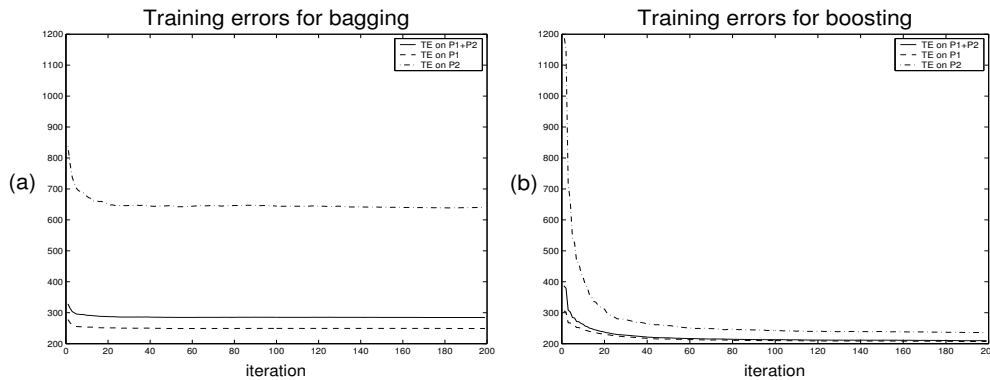 Training errors for bagging
1200
1100
1000
900
800
700
600
500
400
300
200
0 20 40 60 80 100 120 140 160 180 200
iteration
TE on P1+P2
TE on P1
TE on P2
(a)
Training errors for boosting
1200
1100
1000
900
800
700
600
500
400
300
200
0 20 40 60 80 100 120 140 160 180 20
iteration
TE on P1+P2
TE on P1
TE on P2
(b)